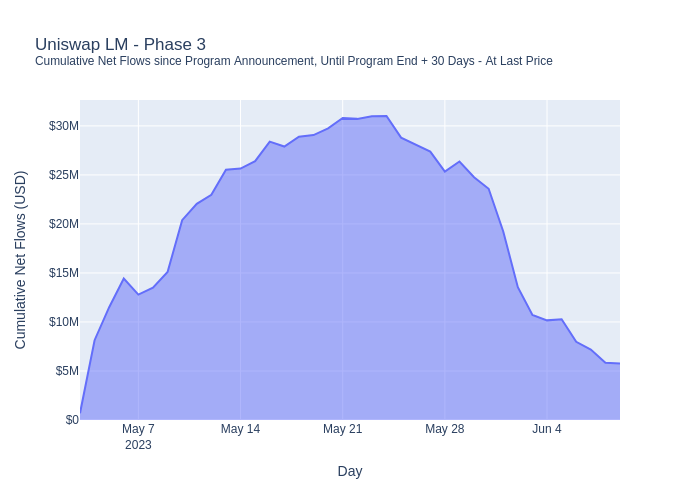 Uniswap LM - Phase 3
Cumulative Net Flows since Program Announcement, Until Program End + 30 Days - At Last Price
Cumulative Net Flows (USD)
$30M
$25M
$20M
$15M
$10M
$5M
$0
May 7
2023
May 14
May 21
May 28
Jun 4
Day